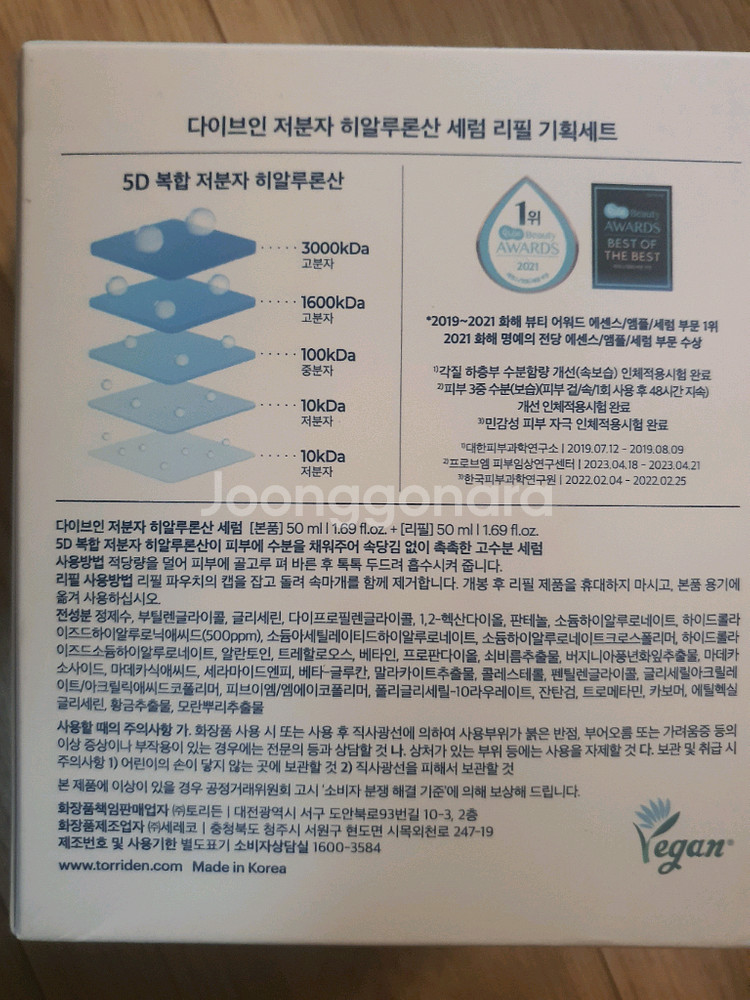 다이브인 저분자 히알루론산 세럼 리필 기획세트
5D 복합 저분자 히알루론산
3000kDa
고분자
1600kDa
고분자
100kDa
중분자
10kDa
저분자
10kDa
저분자
1위
Beauty
AWARDS
2021
Beauty
AWARDS
BEST OF
THE BEST
*2019~2021 화해 뷰티 어워드 에센스/앰플/세럼 부문 1위
2021 화해 명예의 전당 에센스/앰플/세럼 부문 수상
1)각질 하층부 수분함량 개선(속보습) 인체적용시험 완료
2)피부 3중 수분(보습)(피부 겉/속/1회 사용 후 48시간 지속)
개선 인체적용시험 완료
3)민감성 피부 자극 인체적용시험 완료
1)대한피부과학연구소 | 2019.07.12 - 2019.08.09
2)프로브엠 피부임상연구센터 | 2023.04.18 - 2023.04.21
3)한국피부과학연구원 | 2022.02.04 - 2022.02.25
Joonggonara
다이브인 저분자 히알루론산 세럼 [본품] 50 ml | 1.69 fl.oz. + [리필] 50 ml | 1.69 fl.oz.
5D 복합 저분자 히알루론산이 피부에 수분을 채워주어 속당김 없이 촉촉한 고수분 세럼
사용방법 적당량을 덜어 피부에 골고루 펴 바른 후 톡톡 두드려 흡수시켜 줍니다.
리필 사용방법 리필 파우치의 캡을 잡고 돌려 속마개를 함께 제거합니다. 개봉 후 리필 제품을 휴대하지 마시고, 본품 용기에
옮겨 사용하십시오.
전성분 정제수, 부틸렌글라이콜, 글리세린, 다이프로필렌글라이콜, 1,2-헥산다이올, 판테놀, 소듐하이알루로네이트, 하이드롤라
이즈드하이알루로닉애씨드(500ppm), 소듐아세틸레이티드하이알루로네이트, 소듐하이알루로네이트크로스폴리머, 하이드롤라
이즈드소듐하이알루로네이트, 알란토인, 트레할로오스, 베타인, 프로판다이올, 쇠비름추출물, 버지니아풍년화잎추출물, 마데카
소사이드, 마데카식애씨드, 세라마이드엔피, 베타-글루칸, 말라카이트추출물, 콜레스테롤, 펜틸렌글라이콜, 글리세릴아크릴레
이트/아크릴릭애씨드코폴리머, 피브이엠/엠에이코폴리머, 폴리글리세릴-10라우레이트, 잔탄검, 트로메타민, 카보머, 에틸헥실
글리세린, 황금추출물, 모란뿌리추출물
사용할 때의 주의사항 가. 화장품 사용 시 또는 사용 후 직사광선에 의하여 사용부위가 붉은 반점, 부어오름 또는 가려움증 등의
이상 증상이나 부작용이 있는 경우에는 전문의 등과 상담할 것 나. 상처가 있는 부위 등에는 사용을 자제할 것 다. 보관 및 취급 시
주의사항 1) 어린이의 손이 닿지 않는 곳에 보관할 것 2) 직사광선을 피해서 보관할 것
본 제품에 이상이 있을 경우 공정거래위원회 고시 '소비자 분쟁 해결 기준'에 의해 보상해 드립니다.
화장품책임판매업자 ㈜토리든 | 대전광역시 서구 도안북로93번길 10-3, 2층
화장품제조업자 ㈜세레코 | 충청북도 청주시 서원구 현도면 시목외천로 247-19
제조번호 및 사용기한 별도표기 소비자상담실 1600-3584
www.torriden.com Made in Korea
Vegan